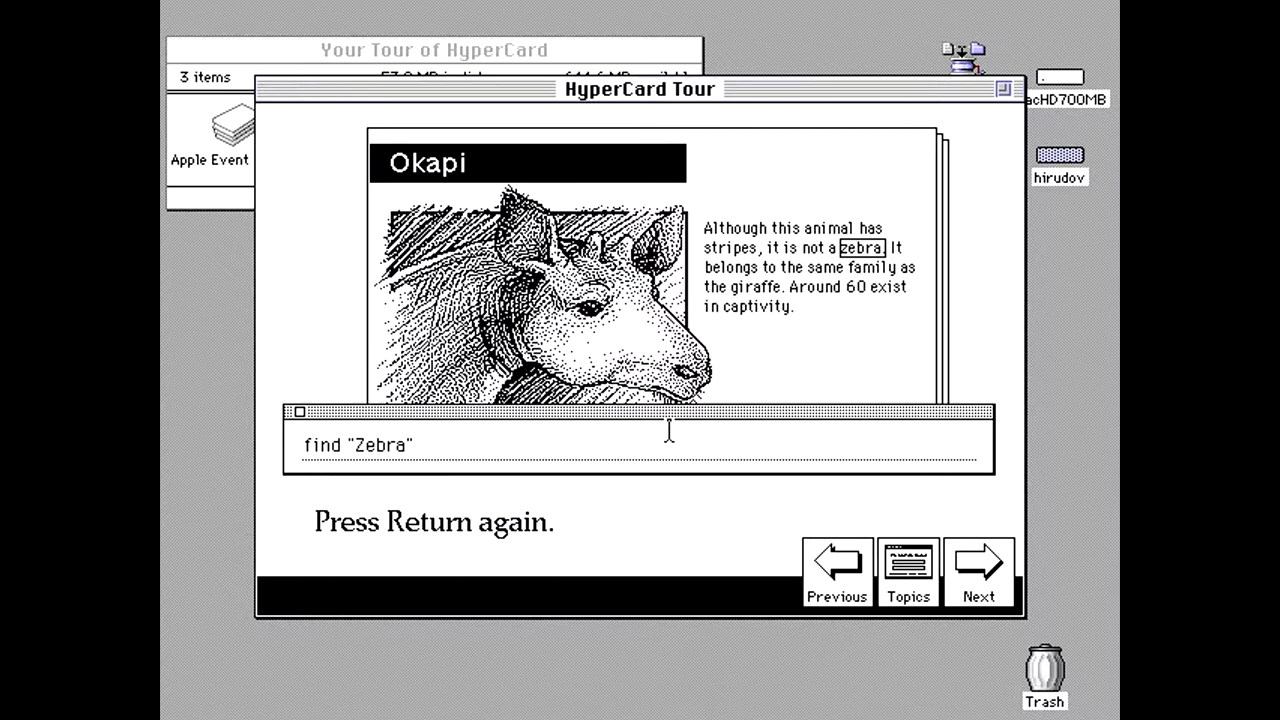 Your Tour of HyperCard
3 items
HyperCard Tour
acHD700MB
Apple Event
hirudov
Okapi
Although this animal has
stripes, it is not a zebra. It
belongs to the same family as
the giraffe. Around 60 exist
in captivity.
find "Zebra"
Press Return again.
Previous
Topics
Next
Trash